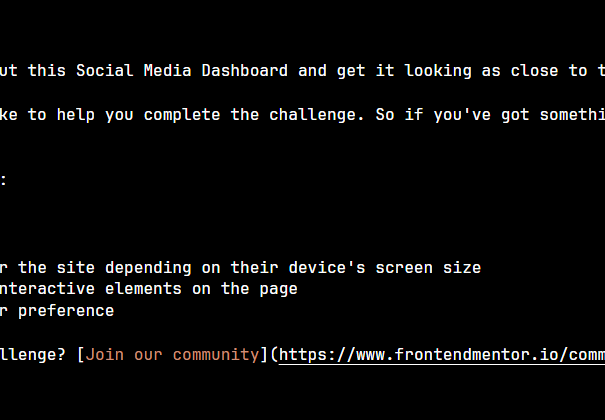 ut this Social Media Dashboard and get it looking as close to t
ke to help you complete the challenge. So if you've got somethi
:
r the site depending on their device's screen size
nteractive elements on the page
r preference
llenge? [Join our community](https://www.frontendmentor.io/comm